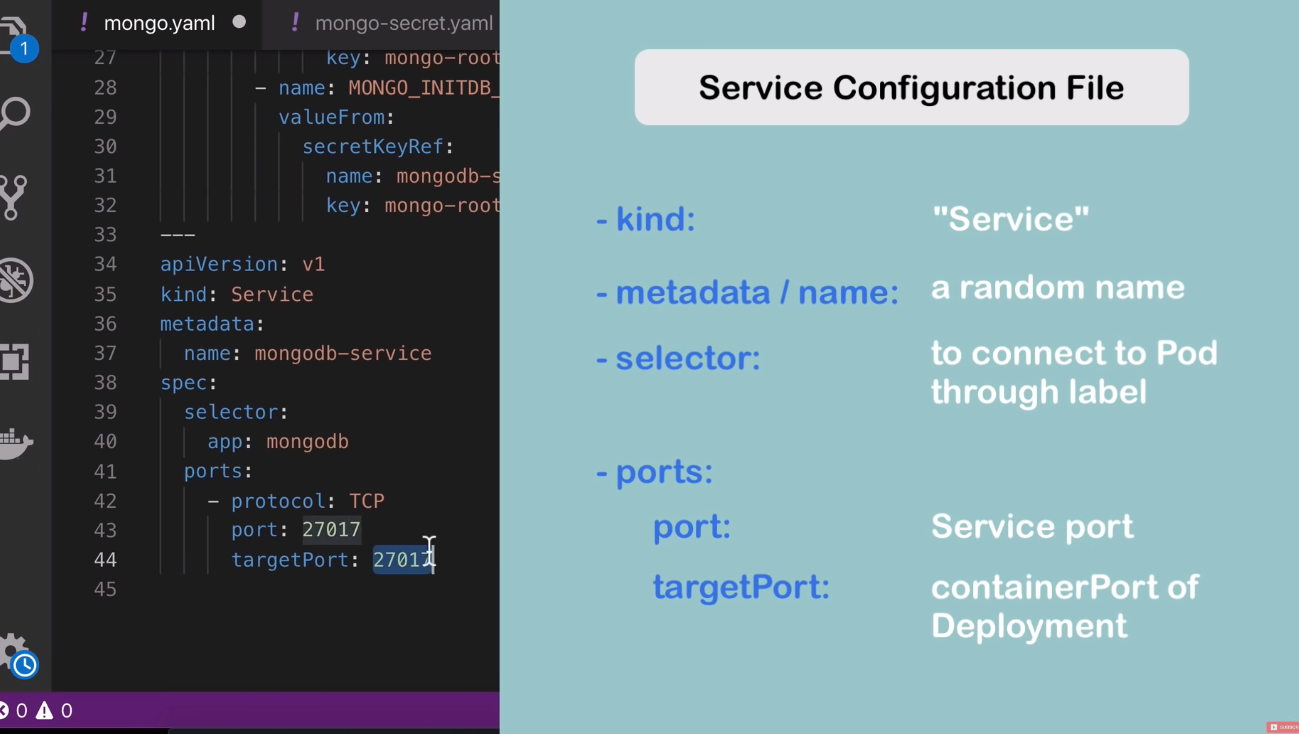 ! mongo.yaml
! mongo-secret.yaml
1
27 key: mongo-root
28 - name: MONGO_INITDB_
29 valueFrom:
30 secretKeyRef:
31 name: mongodb-s
32 key: mongo-root
33 ---
34 apiVersion: v1
35 kind: Service
36 metadata:
37 name: mongodb-service
38 spec:
39 selector:
40 app: mongodb
41 ports:
42 - protocol: TCP
43 port: 27017
44 targetPort: 27017
45
0 0
Service Configuration File
- kind: "Service"
- metadata / name: a random name
- selector: to connect to Pod
through label
- ports:
port: Service port
targetPort: containerPort of
Deployment